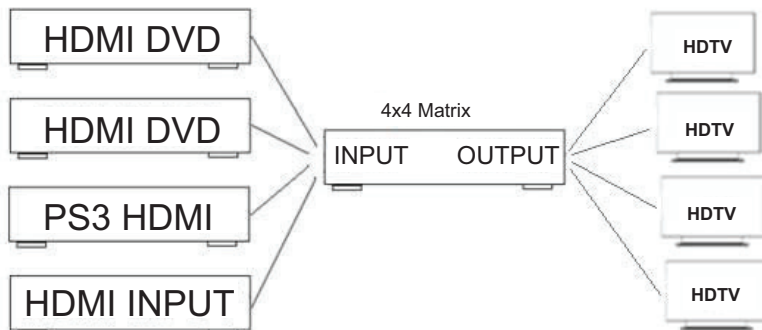 HDMI DVD
HDMI DVD
PS3 HDMI
HDMI INPUT
4x4 Matrix
INPUT OUTPUT
HDTV
HDTV
HDTV
HDTV